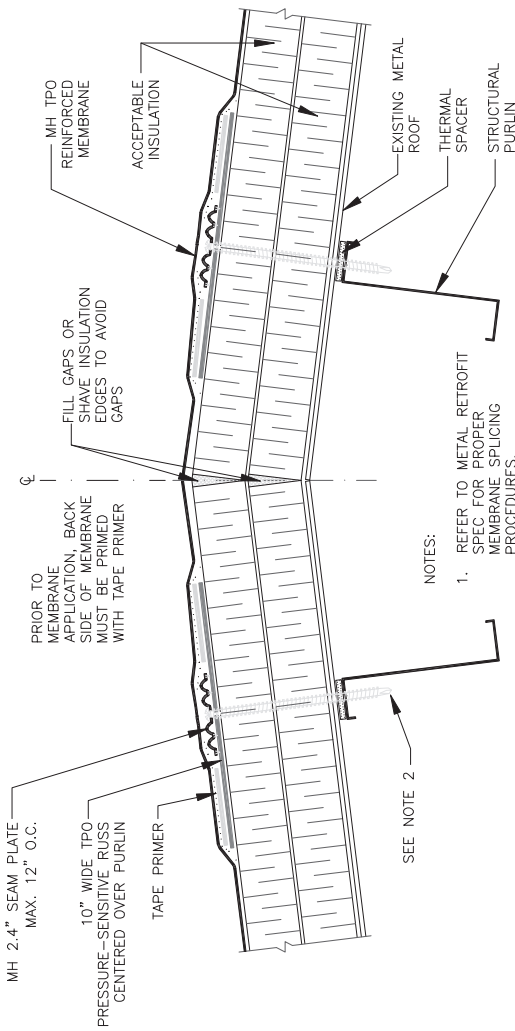 MH 2.4" SEAM PLATE
MAX. 12" O.C.
10" WIDE TPO
PRESSURE–SENSITIVE RUSS
CENTERED OVER PURLIN
TAPE PRIMER
PRIOR TO
MEMBRANE
APPLICATION, BACK
SIDE OF MEMBRANE
MUST BE PRIMED
WITH TAPE PRIMER
℄
FILL GAPS OR
SHAVE INSULATION
EDGES TO AVOID
GAPS
MH TPO
REINFORCED
MEMBRANE
ACCEPTABLE
INSULATION
EXISTING METAL
ROOF
THERMAL
SPACER
STRUCTURAL
PURLIN
SEE NOTE 2
NOTES:
1. REFER TO METAL RETROFIT
SPEC FOR PROPER
MEMBRANE SPLICING
PROCEDURES.